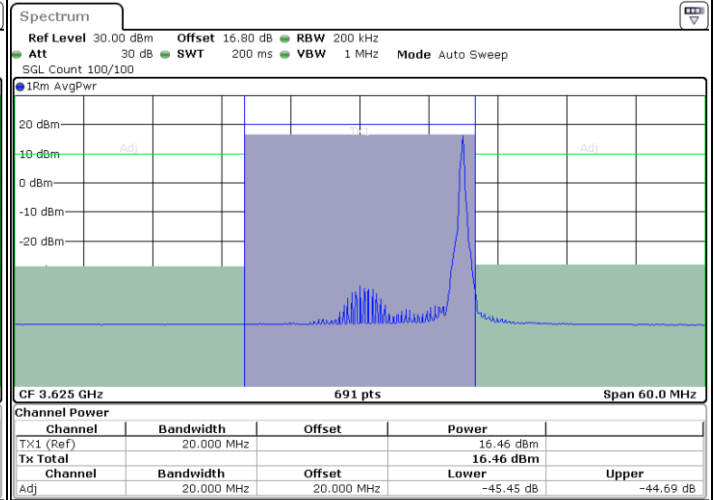 Spectrum
Ref Level 30.00 dBm Offset 16.80 dB RBW 200 kHz
Att 30 dB SWT 200 ms VBW 1 MHz Mode Auto Sweep
SGL Count 100/100
1Rm AvgPwr
20 dBm
TX1
Adj
10 dBm
Adj
0 dBm
-10 dBm
-20 dBm
CF 3.625 GHz 691 pts Span 60.0 MHz
Channel Power
Channel Bandwidth Offset Power
TX1 (Ref) 20.000 MHz 16.46 dBm
Tx Total 16.46 dBm
Channel Bandwidth Offset Lower Upper
Adj 20.000 MHz 20.000 MHz -45.45 dB -44.69 dB